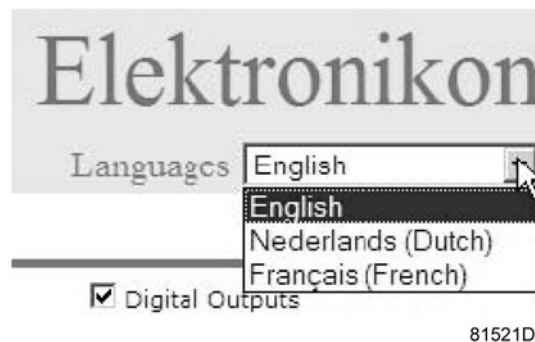 Elektronikon
Languages English
English
Nederlands (Dutch)
Français (French)
Digital Outputs
81521D